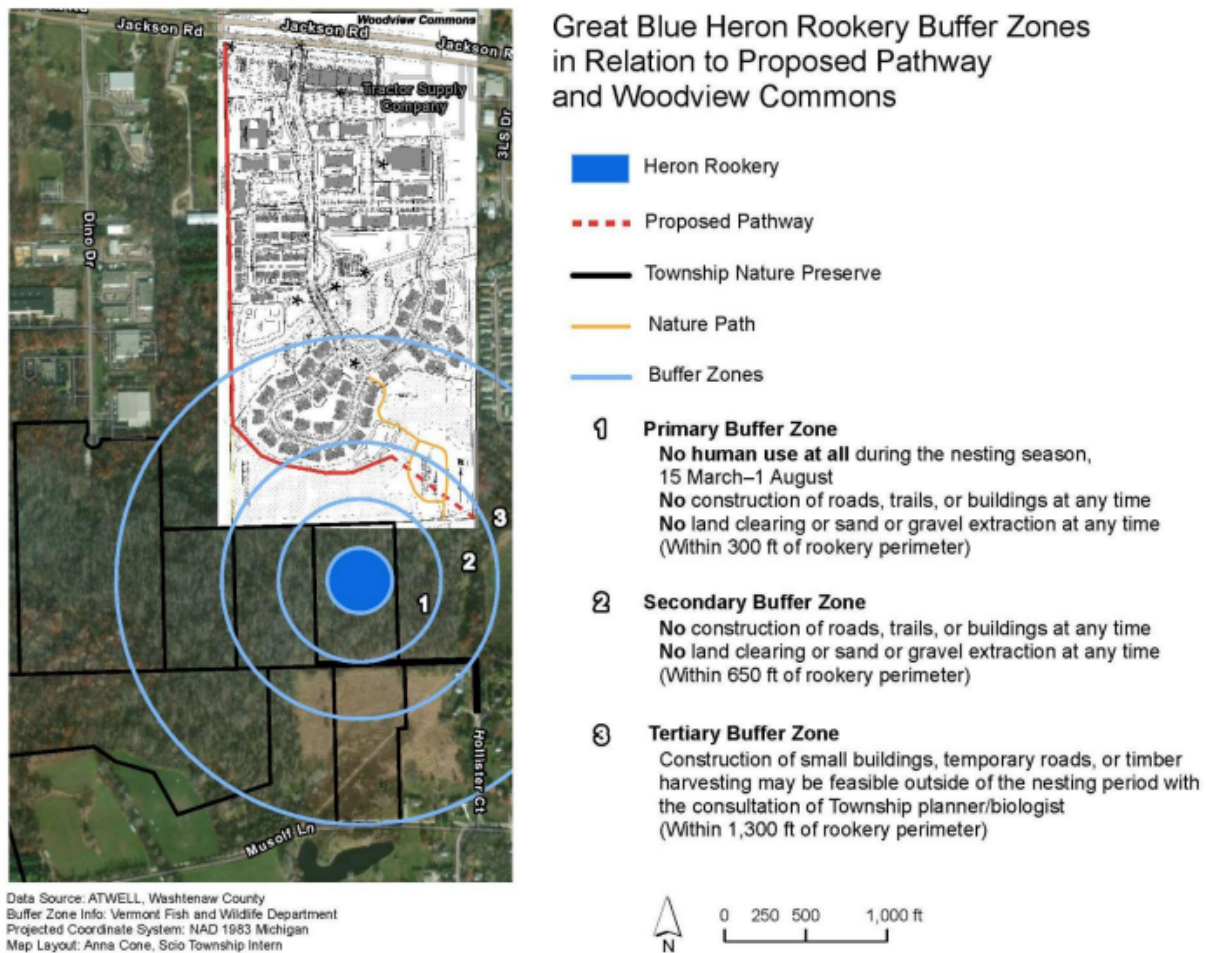 Woodview Commons
Jackson Rd
Jackson Rd
Jackson R
Tractor Supply
Company
3LS Dr
Dino Dr
3
2
1
Hollister Ct
Musolf Ln
Data Source: ATWELL, Washtenaw County
Buffer Zone Info: Vermont Fish and Wildlife Department
Projected Coordinate System: NAD 1983 Michigan
Map Layout: Anna Cone, Scio Township Intern
Great Blue Heron Rookery Buffer Zones
in Relation to Proposed Pathway
and Woodview Commons
Heron Rookery
Proposed Pathway
Township Nature Preserve
Nature Path
Buffer Zones
1 Primary Buffer Zone
No human use at all during the nesting season,
15 March–1 August
No construction of roads, trails, or buildings at any time
No land clearing or sand or gravel extraction at any time
(Within 300 ft of rookery perimeter)
2 Secondary Buffer Zone
No construction of roads, trails, or buildings at any time
No land clearing or sand or gravel extraction at any time
(Within 650 ft of rookery perimeter)
3 Tertiary Buffer Zone
Construction of small buildings, temporary roads, or timber
harvesting may be feasible outside of the nesting period with
the consultation of Township planner/biologist
(Within 1,300 ft of rookery perimeter)
N
0 250 500 1,000 ft